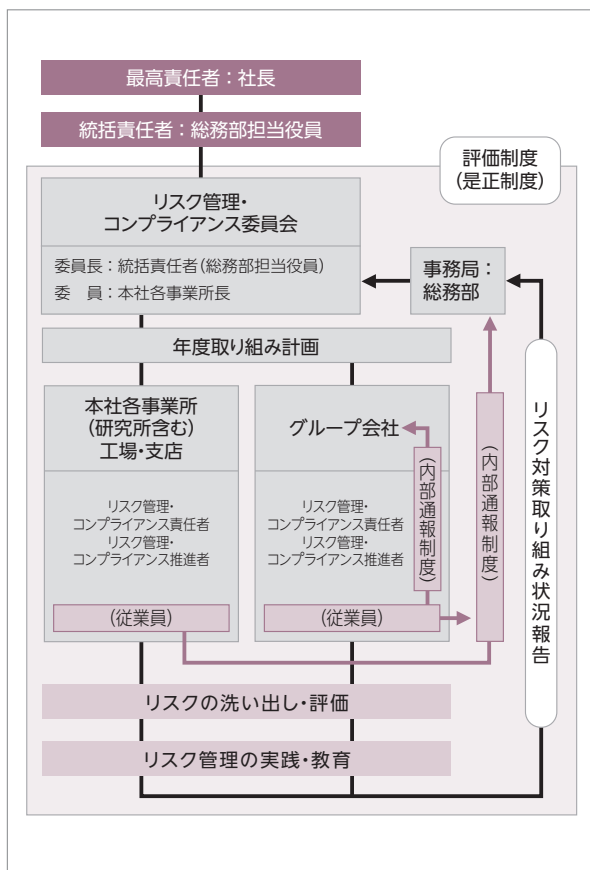 最高責任者：社長
統括責任者：総務部担当役員
評価制度
(是正制度)
リスク管理・
コンプライアンス委員会
委員長：統括責任者(総務部担当役員)
委　員：本社各事業所長
事務局：
総務部
年度取り組み計画
本社各事業所
(研究所含む)
工場・支店
リスク管理・
コンプライアンス責任者
リスク管理・
コンプライアンス推進者
(従業員)
グループ会社
リスク管理・
コンプライアンス責任者
リスク管理・
コンプライアンス推進者
(従業員)
(内部通報制度)
(内部通報制度)
リスク対策取り組み状況報告
リスクの洗い出し・評価
リスク管理の実践・教育